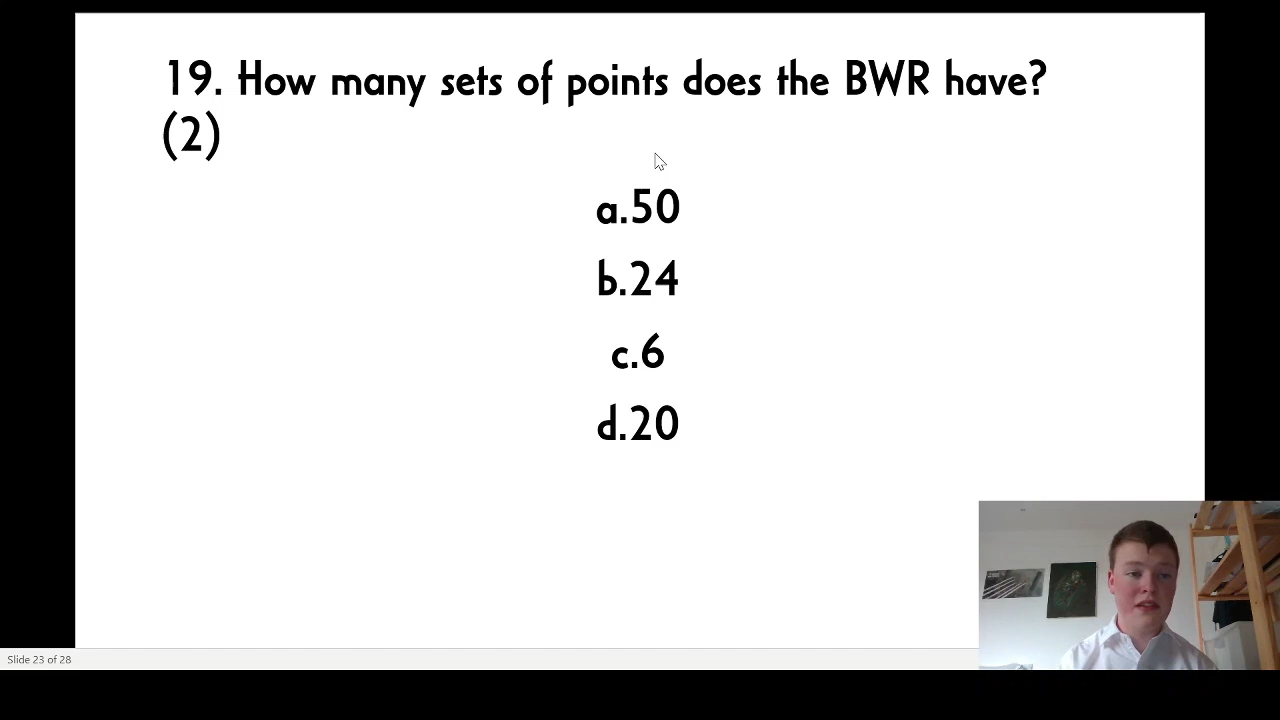 19. How many sets of points does the BWR have?
(2)
a.50
b.24
c.6
d.20
Slide 23 of 28